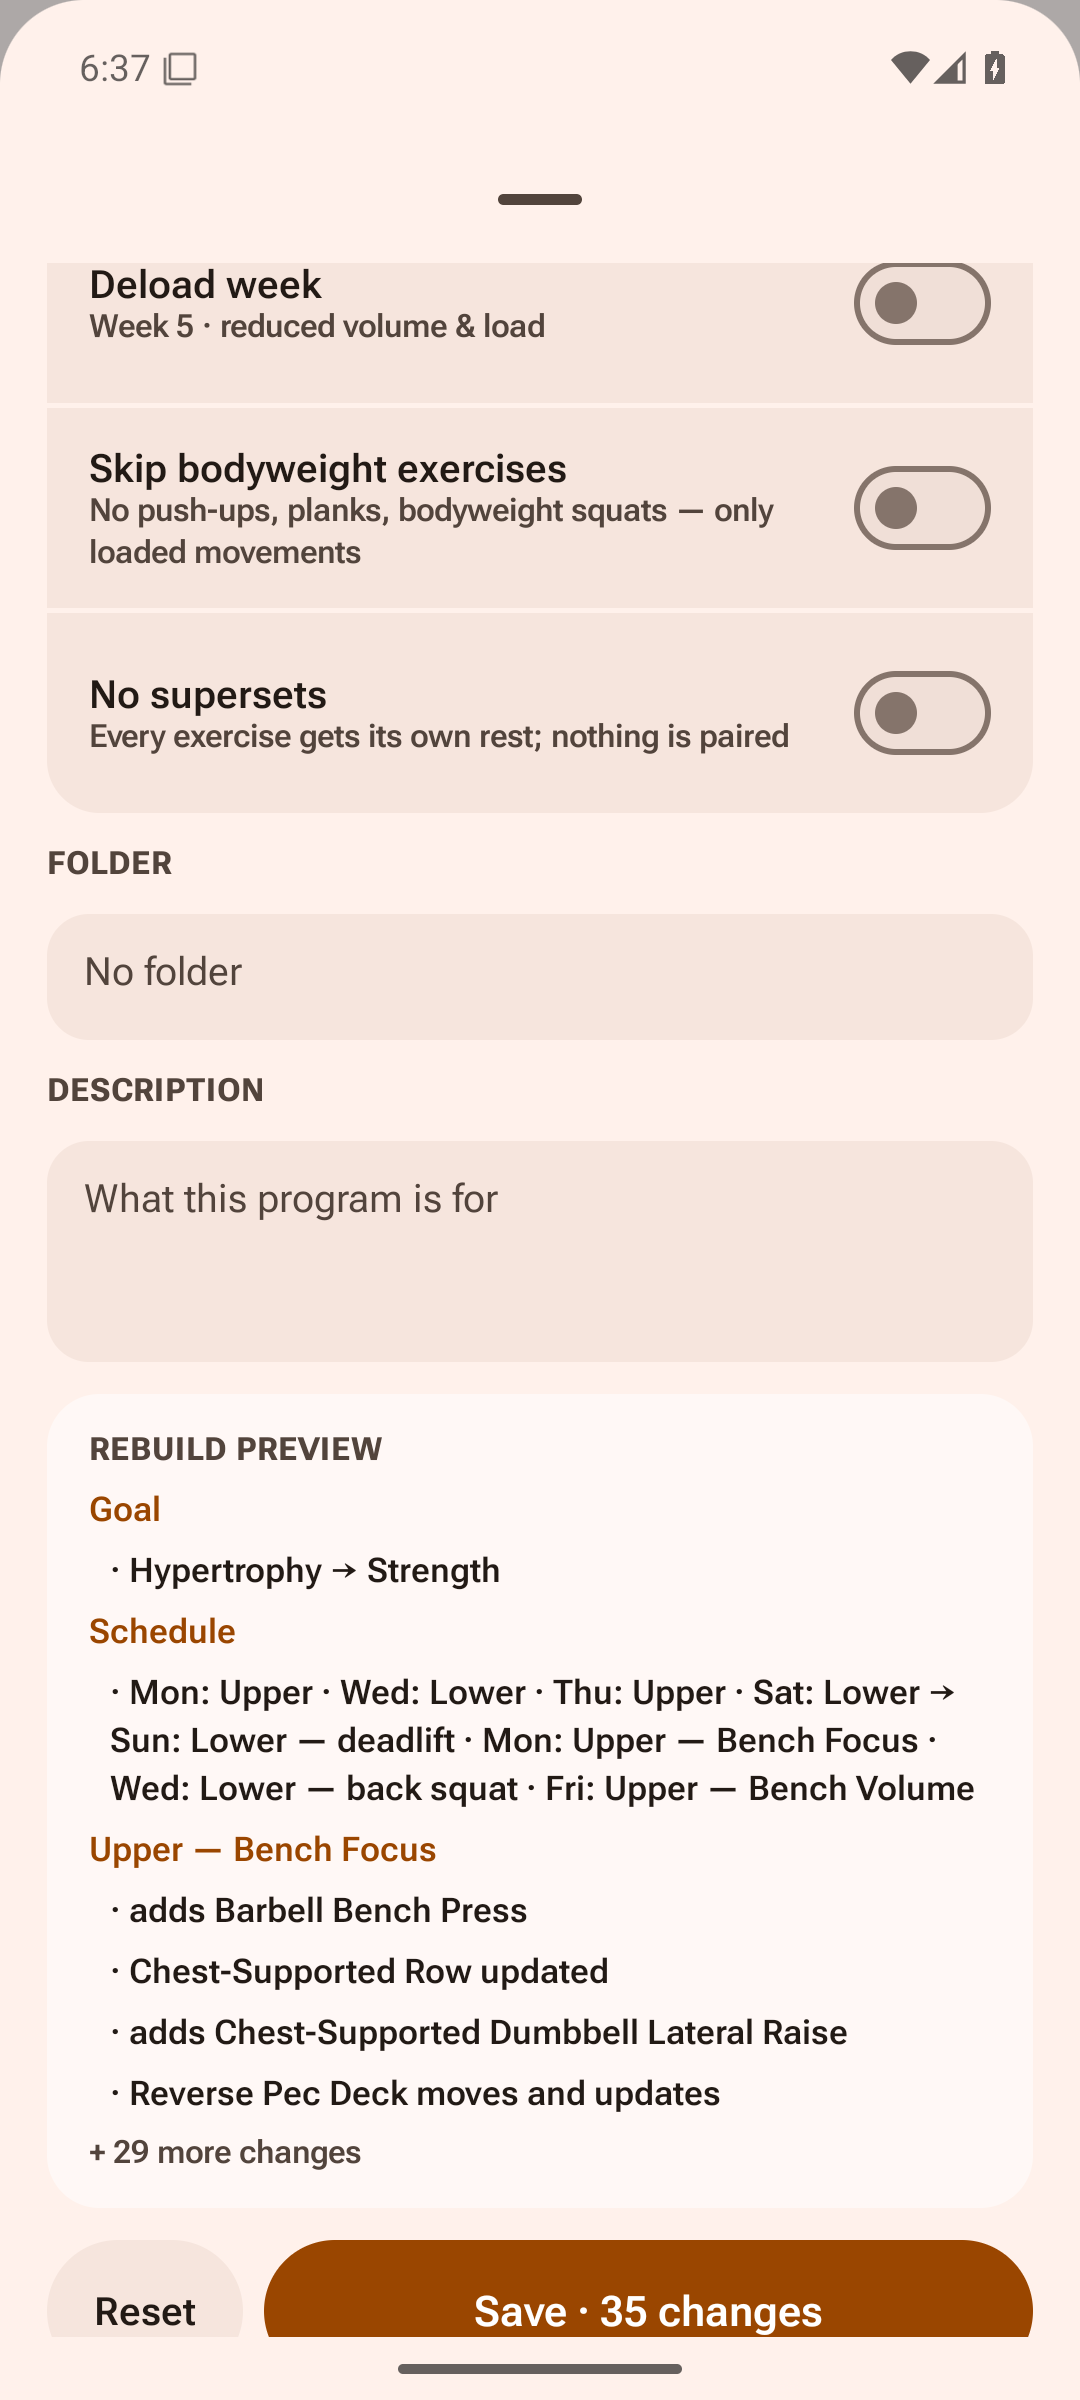 6:37
Deload week
Week 5 · reduced volume & load
Skip bodyweight exercises
No push-ups, planks, bodyweight squats — only
loaded movements
No supersets
Every exercise gets its own rest; nothing is paired
FOLDER
No folder
DESCRIPTION
What this program is for
REBUILD PREVIEW
Goal
· Hypertrophy → Strength
Schedule
· Mon: Upper · Wed: Lower · Thu: Upper · Sat: Lower →
Sun: Lower — deadlift · Mon: Upper — Bench Focus ·
Wed: Lower — back squat · Fri: Upper — Bench Volume
Upper — Bench Focus
· adds Barbell Bench Press
· Chest-Supported Row updated
· adds Chest-Supported Dumbbell Lateral Raise
· Reverse Pec Deck moves and updates
+ 29 more changes
Reset
Save · 35 changes